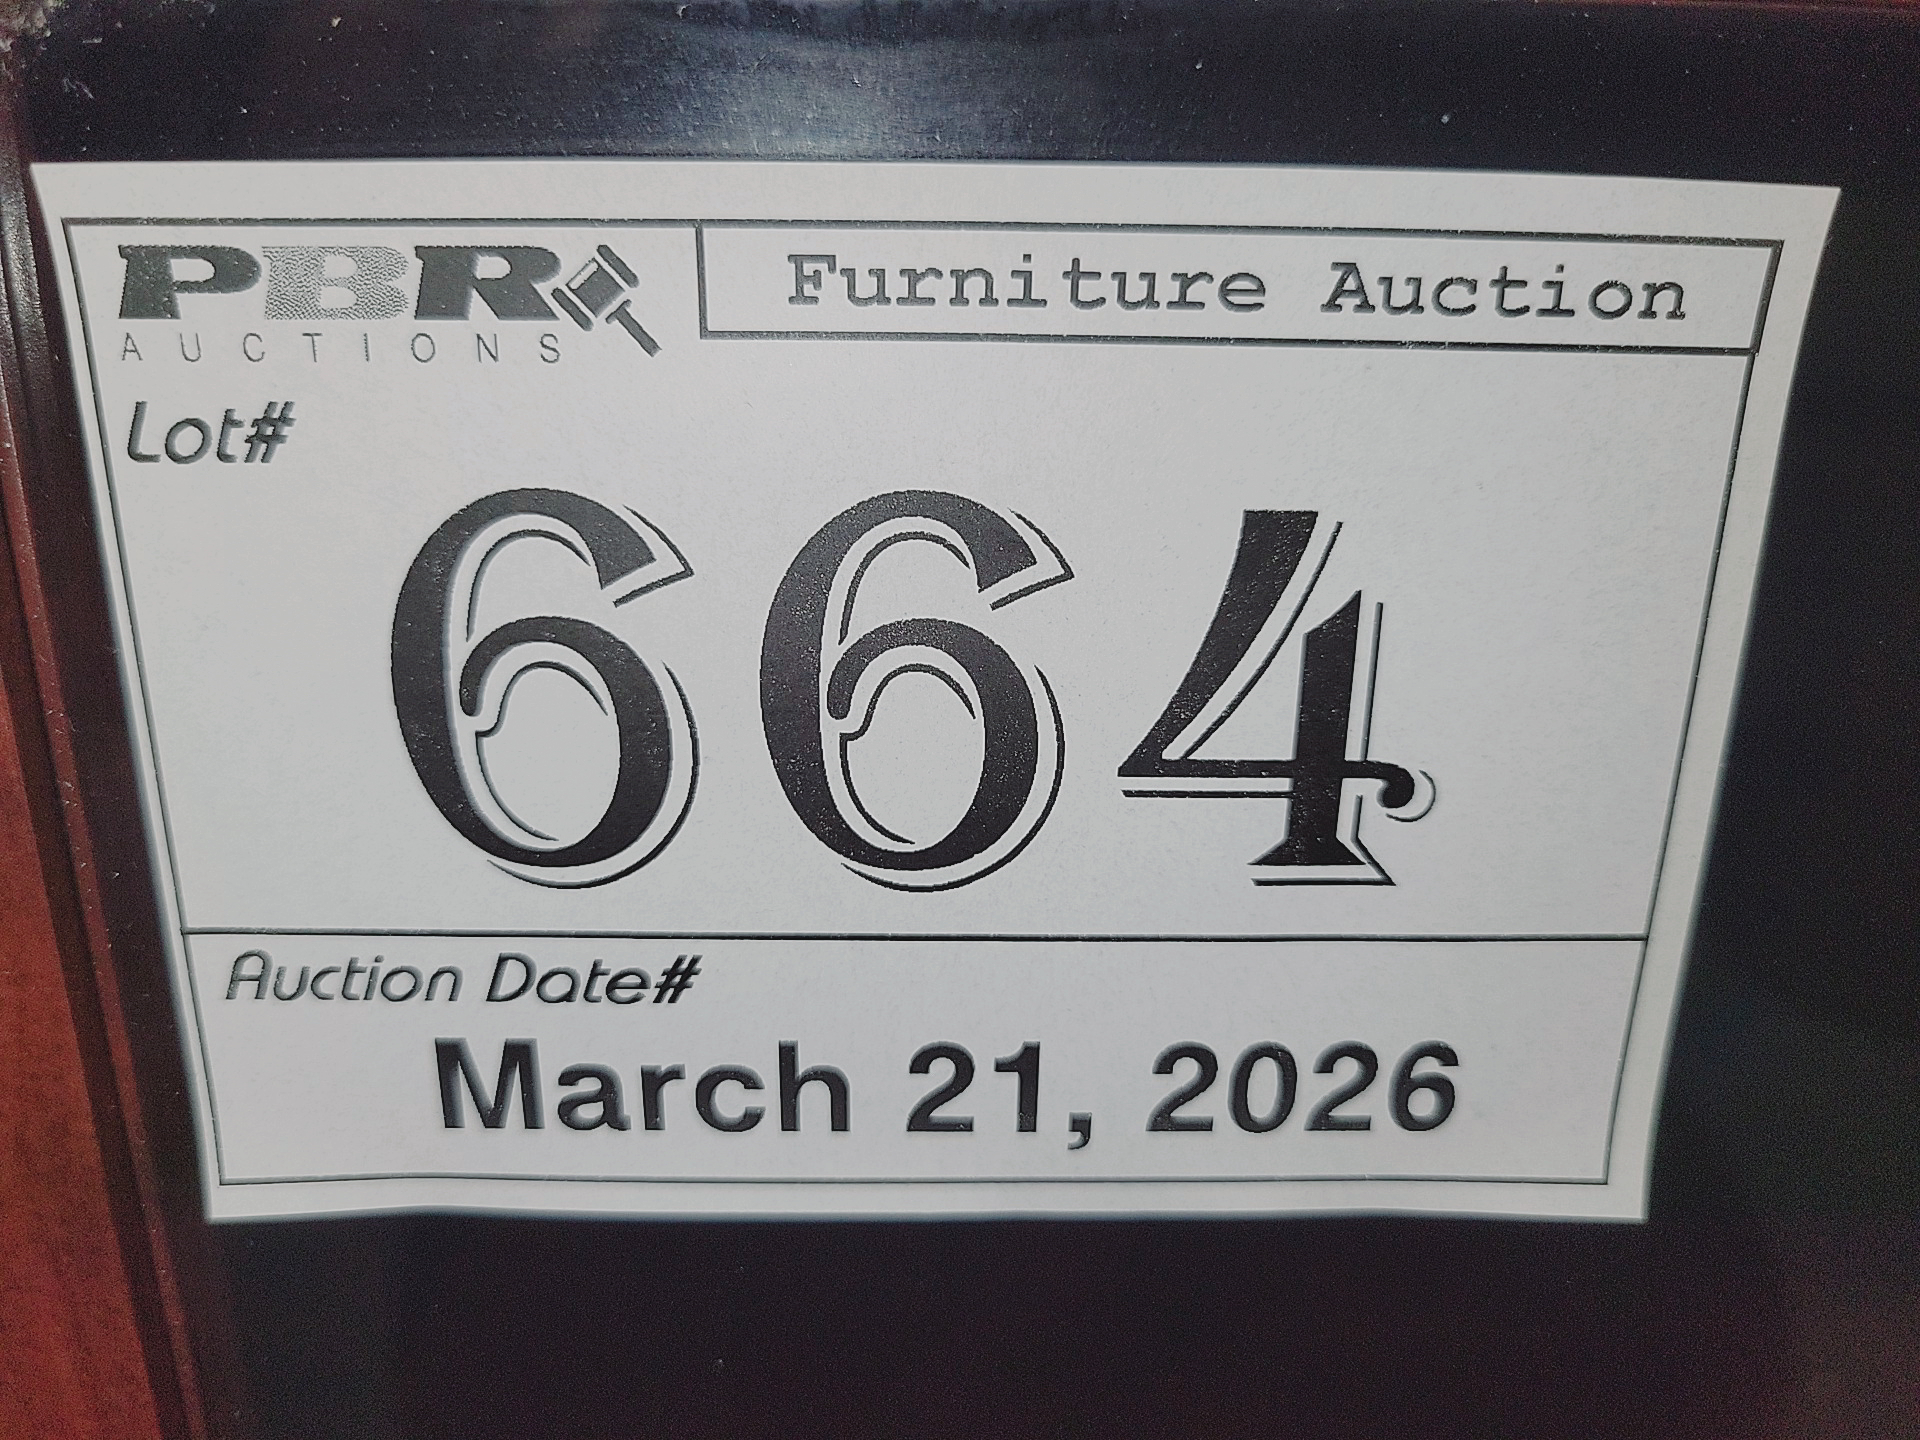 PBR
AUCTIONS
Furniture Auction
Lot#
664
Auction Date#
March 21, 2026